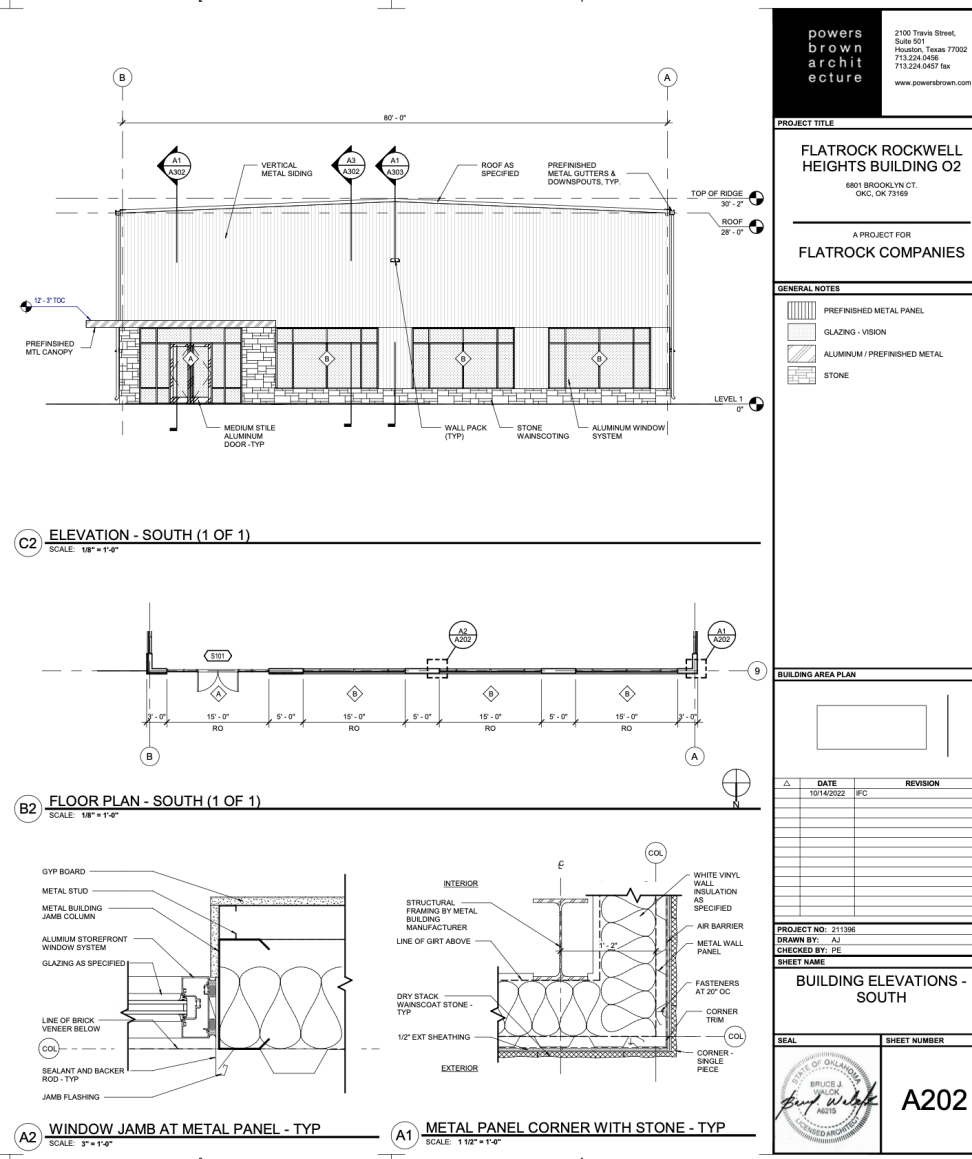 powers
brown
archit
ecture
2100 Travis Street,
Suite 501
Houston, Texas 77002
713.224.0456
713.224.0457 fax
www.powersbrown.com
PROJECT TITLE
FLATROCK ROCKWELL
HEIGHTS BUILDING O2
6801 BROOKLYN CT.
OKC, OK 73169
A PROJECT FOR
FLATROCK COMPANIES
GENERAL NOTES
PREFINISHED METAL PANEL
GLAZING - VISION
ALUMINUM / PREFINISHED METAL
STONE
B
A
80' - 0"
A1
A302
A3
A302
A1
A303
VERTICAL
METAL SIDING
ROOF AS
SPECIFIED
PREFINISHED
METAL GUTTERS &
DOWNSPOUTS, TYP.
TOP OF RIDGE
30' - 2"
ROOF
28' - 0"
12' - 3" TOC
PREFINSIHED
MTL CANOPY
A
B
B
B
LEVEL 1
0"
MEDIUM STILE
ALUMINUM
DOOR -TYP
WALL PACK
(TYP)
STONE
WAINSCOTING
ALUMINUM WINDOW
SYSTEM
C2
ELEVATION - SOUTH (1 OF 1)
SCALE: 1/8" = 1'-0"
A2
A202
A1
A202
S101
9
A
B
B
B
3' - 0"
15' - 0"
RO
5' - 0"
15' - 0"
RO
5' - 0"
15' - 0"
RO
5' - 0"
15' - 0"
RO
3' - 0"
B
A
N
B2
FLOOR PLAN - SOUTH (1 OF 1)
SCALE: 1/8" = 1'-0"
BUILDING AREA PLAN
DATE
REVISION
10/14/2022
IFC
GYP BOARD
METAL STUD
METAL BUILDING
JAMB COLUMN
ALUMIUM STOREFRONT
WINDOW SYSTEM
GLAZING AS SPECIFIED
LINE OF BRICK
VENEER BELOW
COL
SEALANT AND BACKER
ROD - TYP
JAMB FLASHING
A2
WINDOW JAMB AT METAL PANEL - TYP
SCALE: 3" = 1'-0"
COL
INTERIOR
STRUCTURAL
FRAMING BY METAL
BUILDING
MANUFACTURER
LINE OF GIRT ABOVE
1' - 2"
DRY STACK
WAINSCOAT STONE -
TYP
1/2" EXT SHEATHING
EXTERIOR
WHITE VINYL
WALL
INSULATION
AS
SPECIFIED
AIR BARRIER
METAL WALL
PANEL
FASTENERS
AT 20" OC
CORNER
TRIM
COL
CORNER -
SINGLE
PIECE
A1
METAL PANEL CORNER WITH STONE - TYP
SCALE: 1 1/2" = 1'-0"
PROJECT NO: 211396
DRAWN BY: AJ
CHECKED BY: PE
SHEET NAME
BUILDING ELEVATIONS -
SOUTH
SEAL
STATE OF OKLAHOMA
BRUCE J.
WALCK
A6215
LICENSED ARCHITECT
SHEET NUMBER
A202